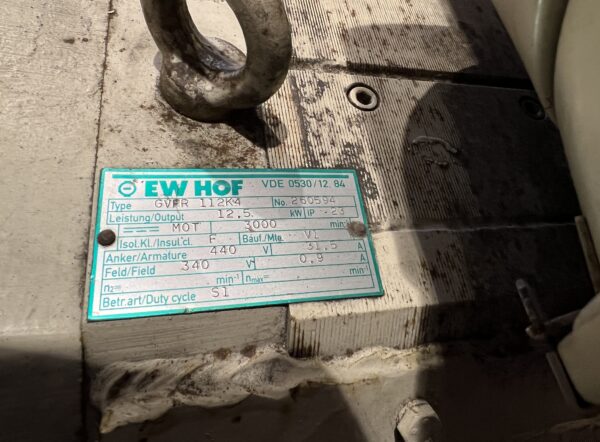 EW HOF VDE 0530/12.84
Type GVFR 112K4 No. 260594
Leistung/Output 12,5 kW IP 23
MOT 3000 min⁻¹
Isol.Kl./Insul.cl. F Bauf./Mtg. V1
Anker/Armature 440 V 31,5 A
Feld/Field 340 V 0,9 A
n₂= min⁻¹ nmax=
Betr.art/Duty cycle S1